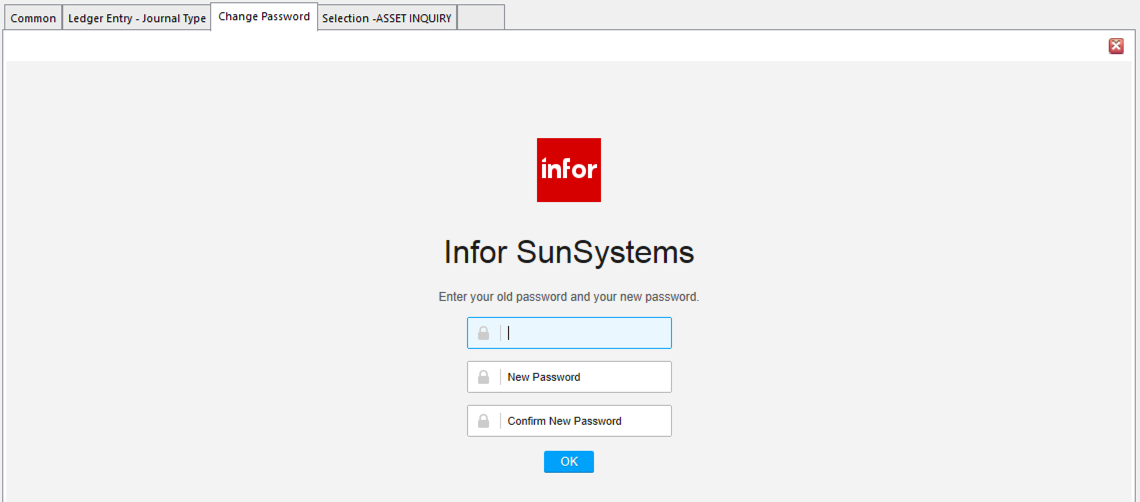 Common
Ledger Entry - Journal Type
Change Password
Selection -ASSET INQUIRY
infor
Infor SunSystems
Enter your old password and your new password.
New Password
Confirm New Password
OK